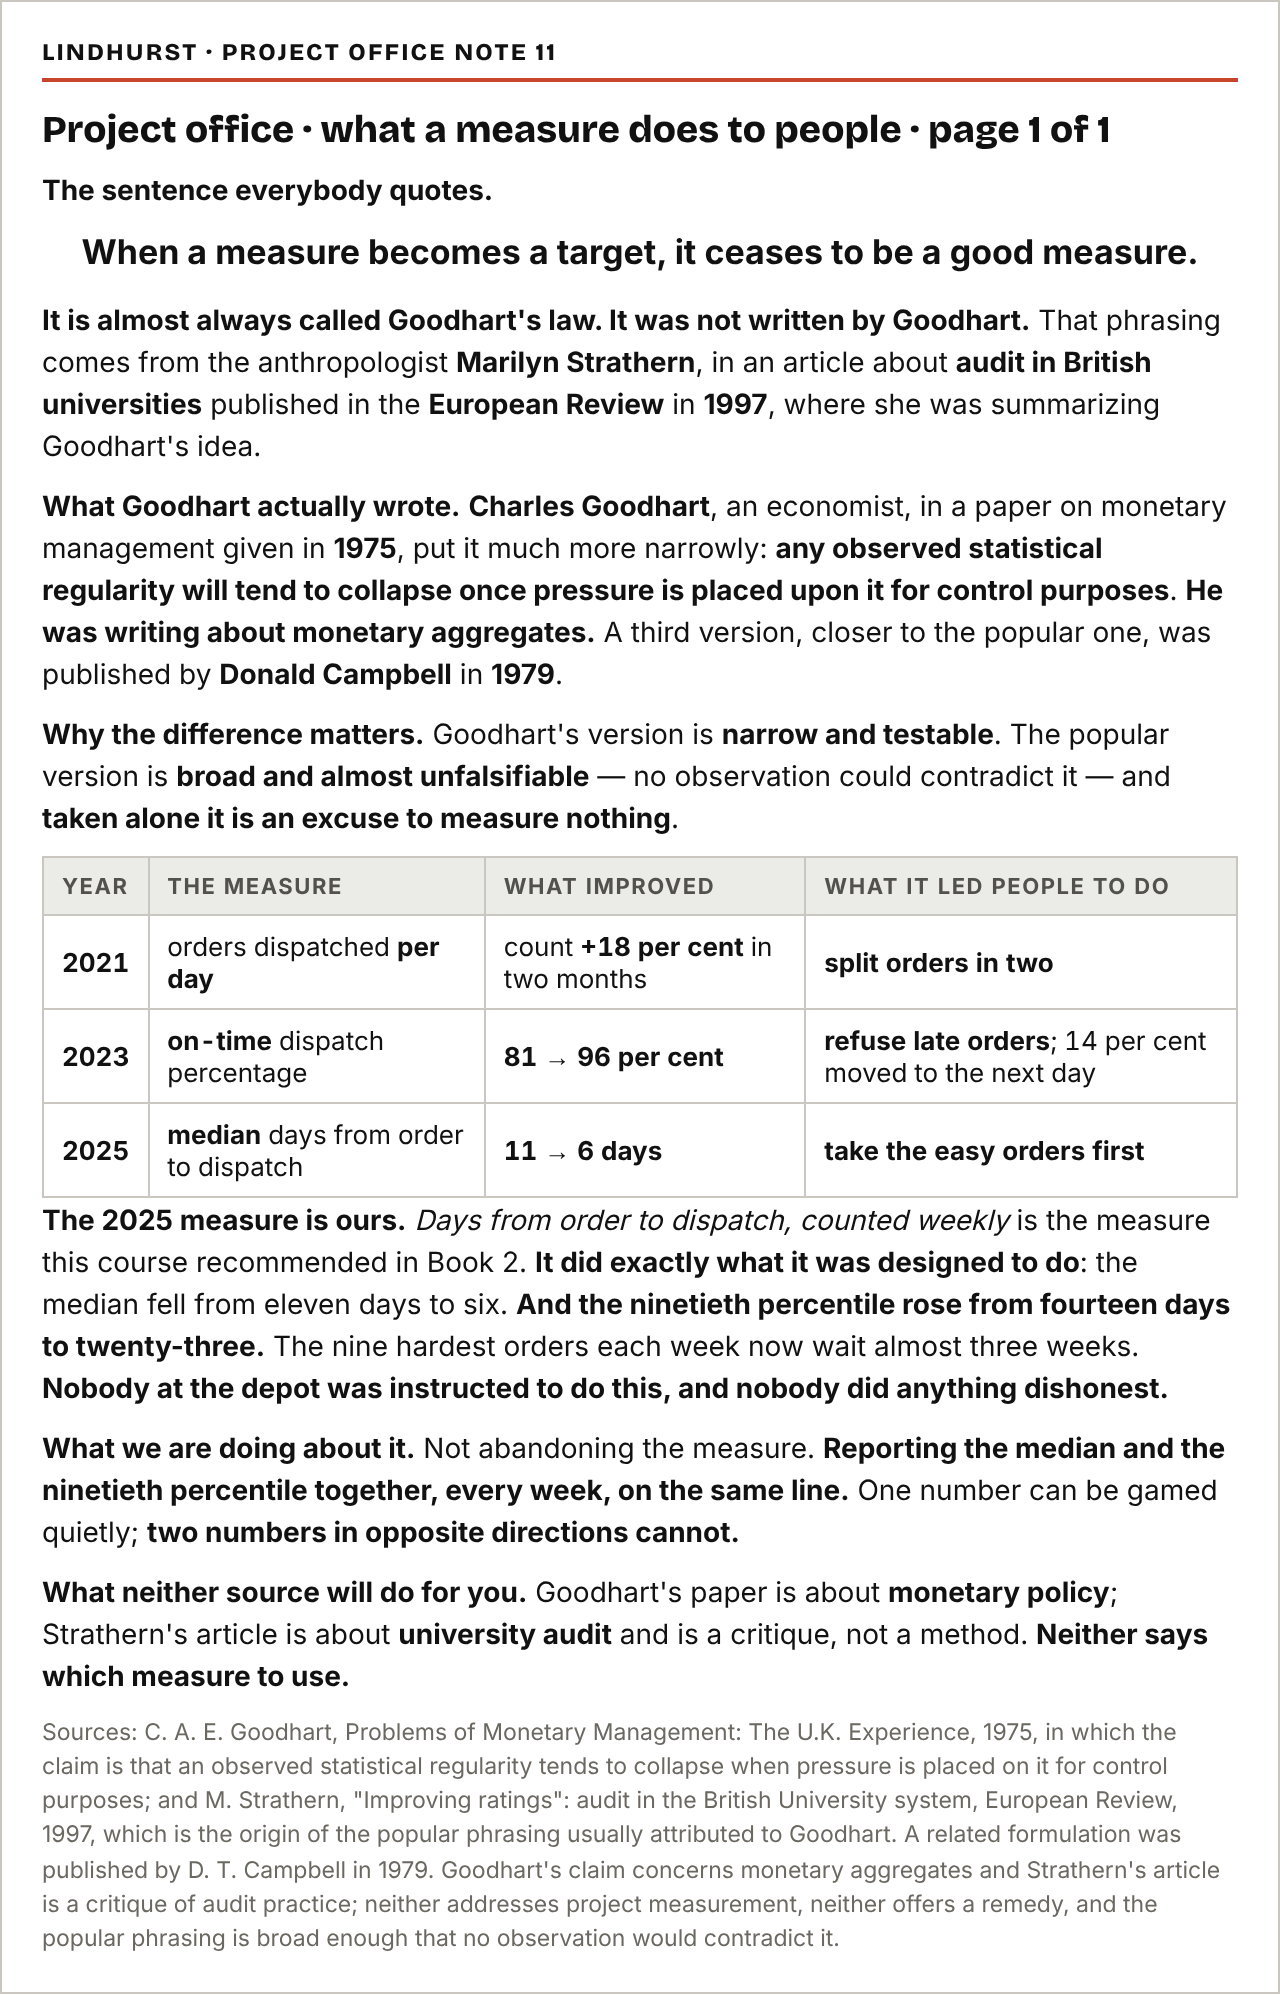 LINDHURST · PROJECT OFFICE NOTE 11
Project office · what a measure does to people · page 1 of 1
The sentence everybody quotes.
When a measure becomes a target, it ceases to be a good measure.
It is almost always called Goodhart's law. It was not written by Goodhart. That phrasing
comes from the anthropologist Marilyn Strathern, in an article about audit in British
universities published in the European Review in 1997, where she was summarizing
Goodhart's idea.
What Goodhart actually wrote. Charles Goodhart, an economist, in a paper on monetary
management given in 1975, put it much more narrowly: any observed statistical
regularity will tend to collapse once pressure is placed upon it for control purposes. He
was writing about monetary aggregates. A third version, closer to the popular one, was
published by Donald Campbell in 1979.
Why the difference matters. Goodhart's version is narrow and testable. The popular
version is broad and almost unfalsifiable — no observation could contradict it — and
taken alone it is an excuse to measure nothing.
YEAR THE MEASURE WHAT IMPROVED WHAT IT LED PEOPLE TO DO
2021 orders dispatched per day count +18 per cent in two months split orders in two
2023 on-time dispatch percentage 81 → 96 per cent refuse late orders; 14 per cent moved to the next day
2025 median days from order to dispatch 11 → 6 days take the easy orders first
The 2025 measure is ours. Days from order to dispatch, counted weekly is the measure
this course recommended in Book 2. It did exactly what it was designed to do: the
median fell from eleven days to six. And the ninetieth percentile rose from fourteen days
to twenty-three. The nine hardest orders each week now wait almost three weeks.
Nobody at the depot was instructed to do this, and nobody did anything dishonest.
What we are doing about it. Not abandoning the measure. Reporting the median and the
ninetieth percentile together, every week, on the same line. One number can be gamed
quietly; two numbers in opposite directions cannot.
What neither source will do for you. Goodhart's paper is about monetary policy;
Strathern's article is about university audit and is a critique, not a method. Neither says
which measure to use.
Sources: C. A. E. Goodhart, Problems of Monetary Management: The U.K. Experience, 1975, in which the
claim is that an observed statistical regularity tends to collapse when pressure is placed on it for control
purposes; and M. Strathern, "Improving ratings": audit in the British University system, European Review,
1997, which is the origin of the popular phrasing usually attributed to Goodhart. A related formulation was
published by D. T. Campbell in 1979. Goodhart's claim concerns monetary aggregates and Strathern's article
is a critique of audit practice; neither addresses project measurement, neither offers a remedy, and the
popular phrasing is broad enough that no observation would contradict it.